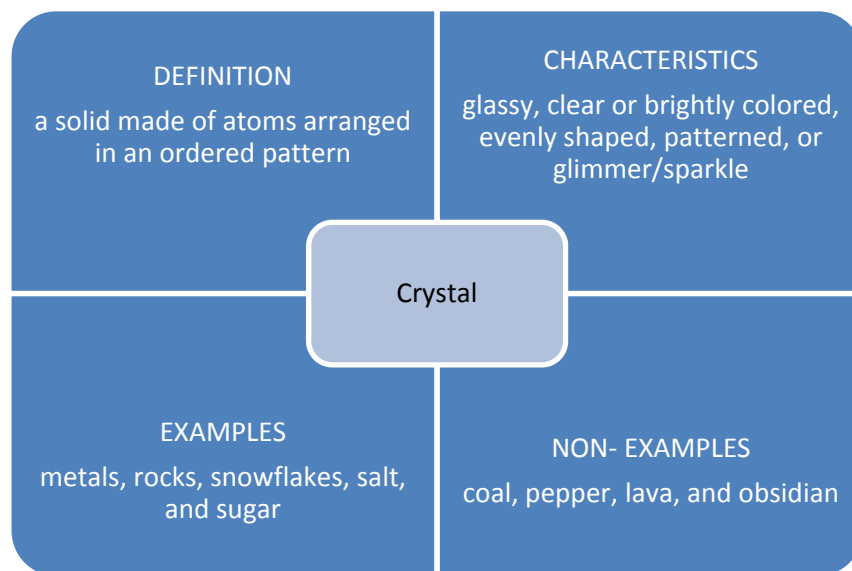 DEFINITION
a solid made of atoms arranged
in an ordered pattern
CHARACTERISTICS
glassy, clear or brightly colored,
evenly shaped, patterned, or
glimmer/sparkle
Crystal
EXAMPLES
metals, rocks, snowflakes, salt,
and sugar
NON- EXAMPLES
coal, pepper, lava, and obsidian